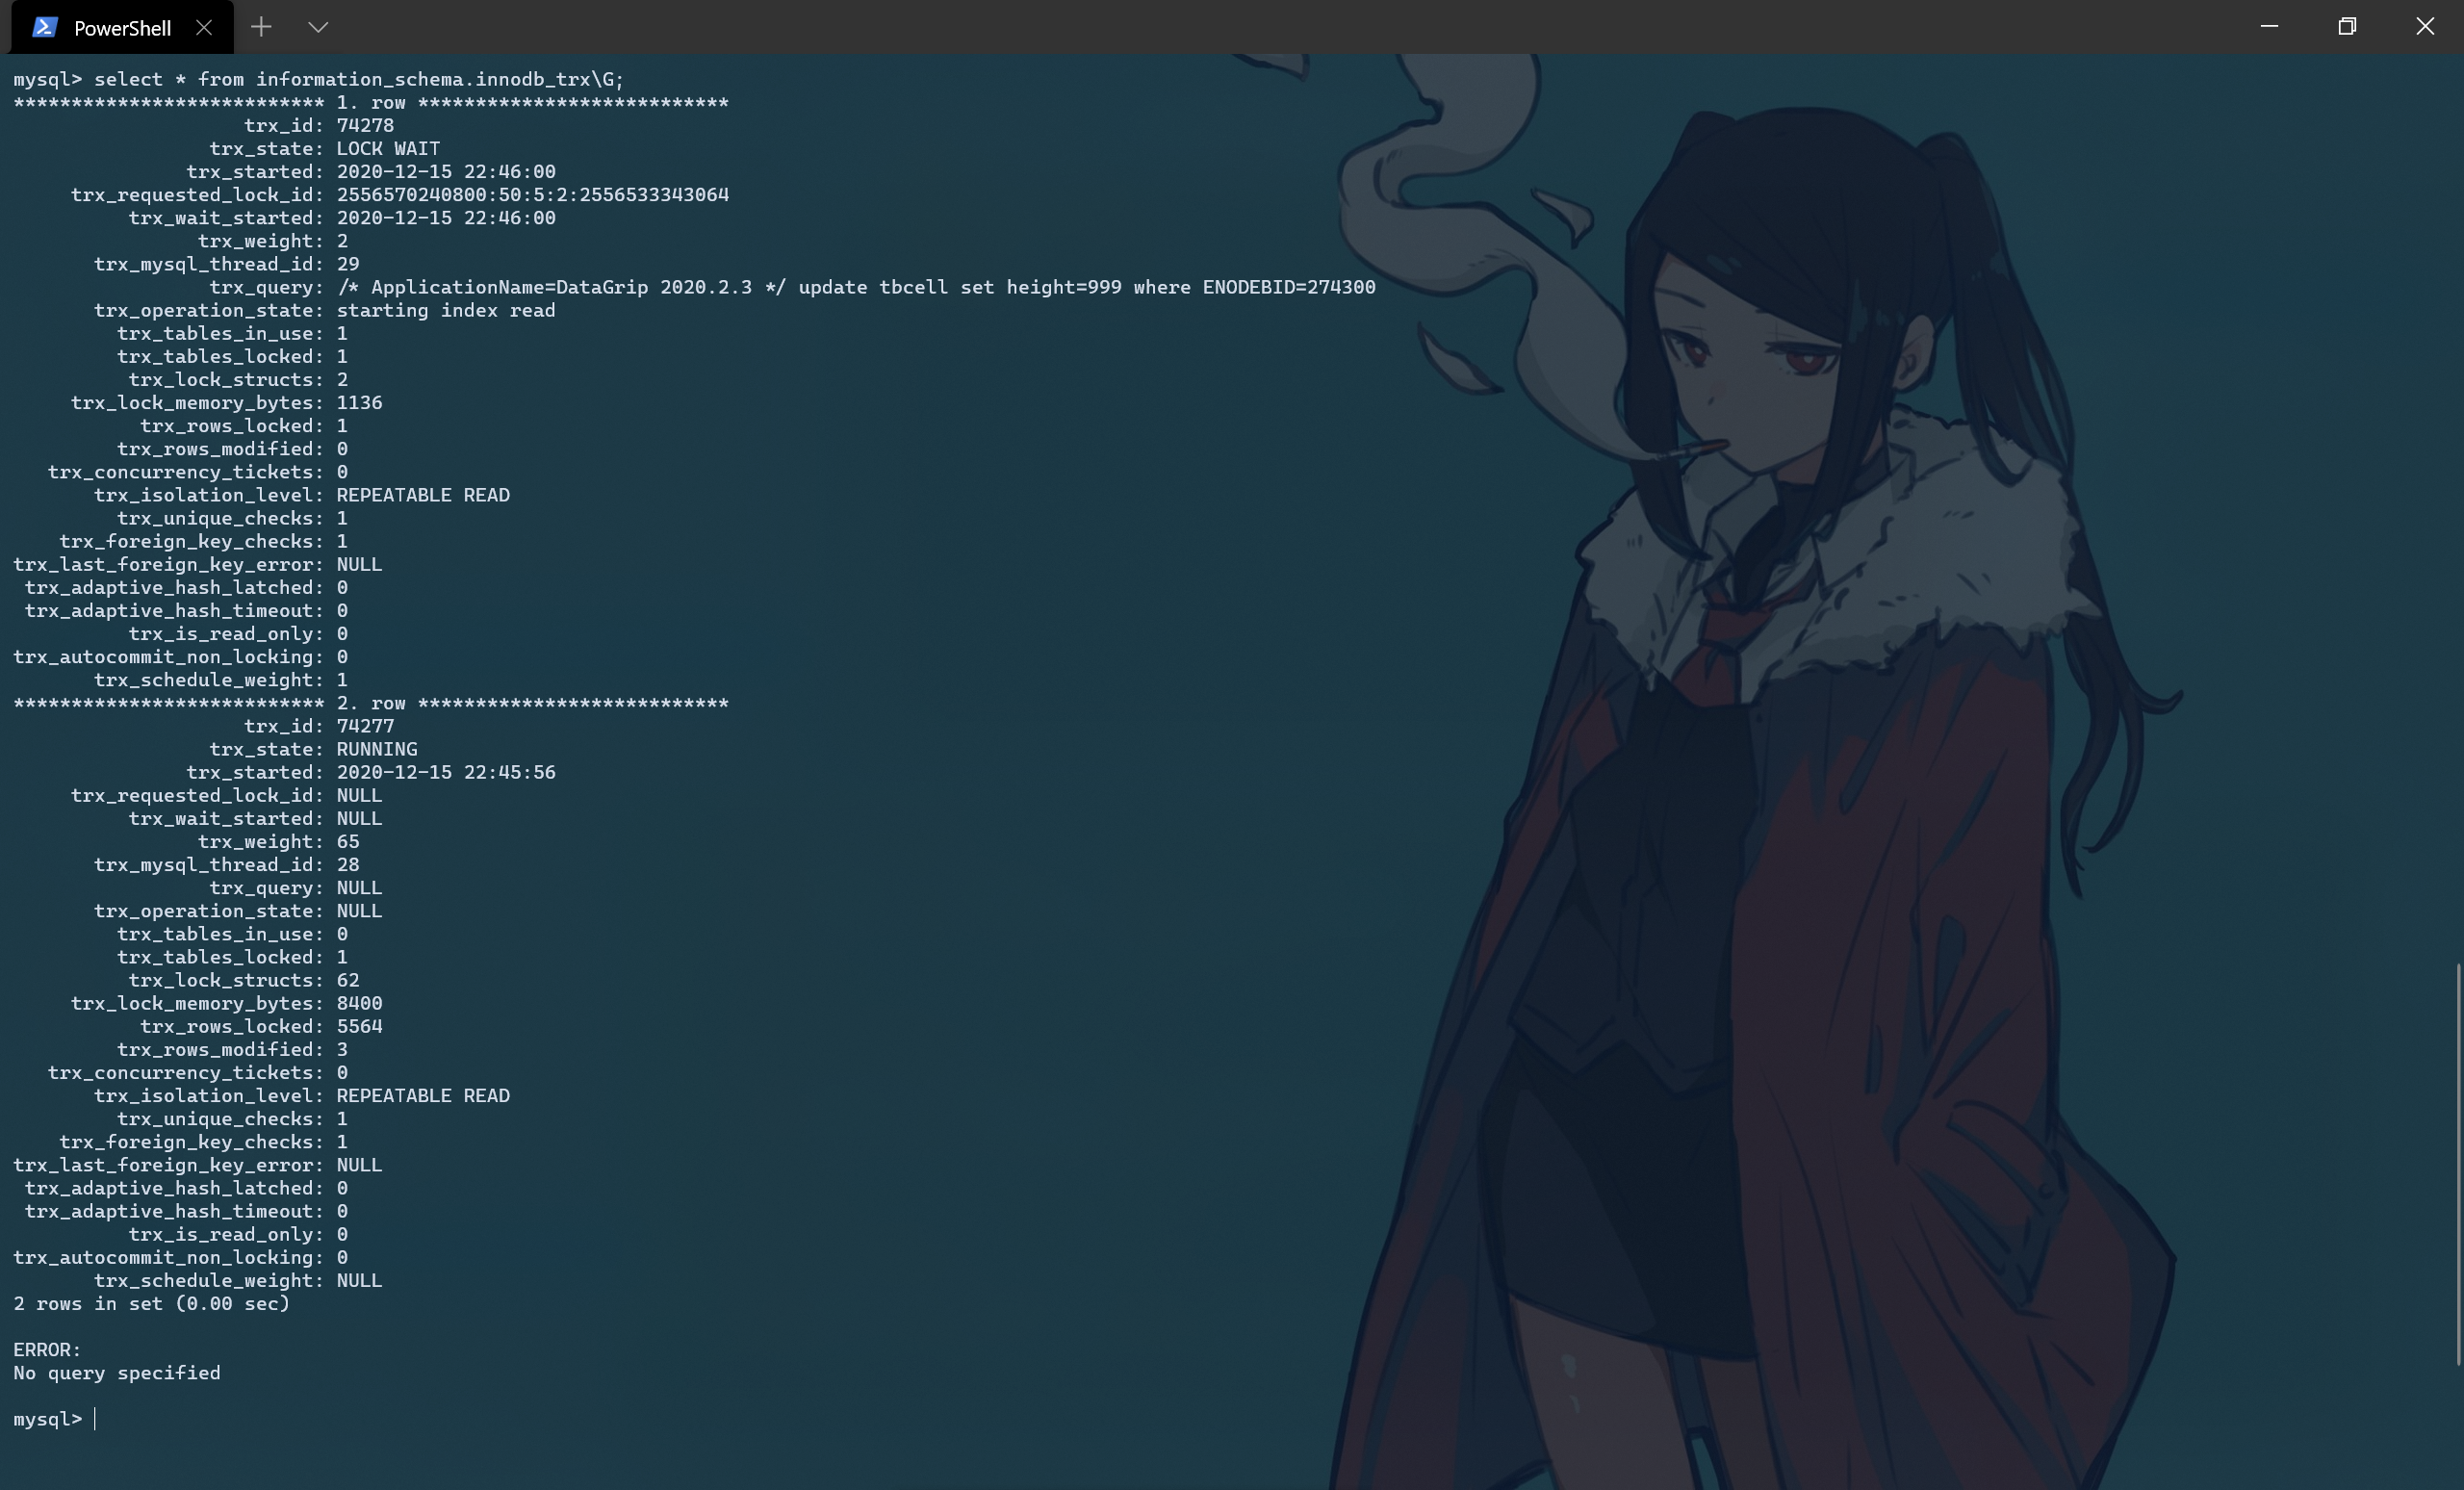 PowerShell
mysql> select * from information_schema.innodb_trx\G;
*************************** 1. row ***************************
trx_id: 74278
trx_state: LOCK WAIT
trx_started: 2020-12-15 22:46:00
trx_requested_lock_id: 2556570240800:50:5:2:2556533343064
trx_wait_started: 2020-12-15 22:46:00
trx_weight: 2
trx_mysql_thread_id: 29
trx_query: /* ApplicationName=DataGrip 2020.2.3 */ update tbcell set height=999 where ENODEBID=274300
trx_operation_state: starting index read
trx_tables_in_use: 1
trx_tables_locked: 1
trx_lock_structs: 2
trx_lock_memory_bytes: 1136
trx_rows_locked: 1
trx_rows_modified: 0
trx_concurrency_tickets: 0
trx_isolation_level: REPEATABLE READ
trx_unique_checks: 1
trx_foreign_key_checks: 1
trx_last_foreign_key_error: NULL
trx_adaptive_hash_latched: 0
trx_adaptive_hash_timeout: 0
trx_is_read_only: 0
trx_autocommit_non_locking: 0
trx_schedule_weight: 1
*************************** 2. row ***************************
trx_id: 74277
trx_state: RUNNING
trx_started: 2020-12-15 22:45:56
trx_requested_lock_id: NULL
trx_wait_started: NULL
trx_weight: 65
trx_mysql_thread_id: 28
trx_query: NULL
trx_operation_state: NULL
trx_tables_in_use: 0
trx_tables_locked: 1
trx_lock_structs: 62
trx_lock_memory_bytes: 8400
trx_rows_locked: 5564
trx_rows_modified: 3
trx_concurrency_tickets: 0
trx_isolation_level: REPEATABLE READ
trx_unique_checks: 1
trx_foreign_key_checks: 1
trx_last_foreign_key_error: NULL
trx_adaptive_hash_latched: 0
trx_adaptive_hash_timeout: 0
trx_is_read_only: 0
trx_autocommit_non_locking: 0
trx_schedule_weight: NULL
2 rows in set (0.00 sec)
ERROR:
No query specified
mysql>